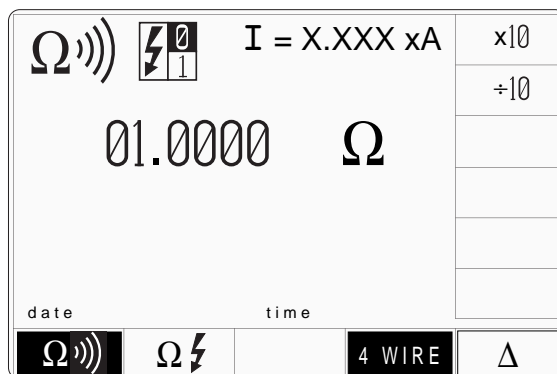 Ω 0 I = X.XXX xA x10
1
÷10
01.0000 Ω
date time
Ω Ω 4 WIRE Δ